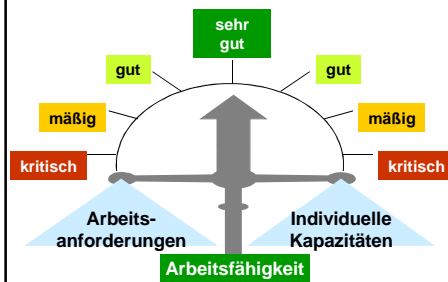 sehr
gut
gut
gut
mäßig
mäßig
kritisch
kritisch
Arbeits-
anforderungen
Individuelle
Kapazitäten
Arbeitsfähigkeit